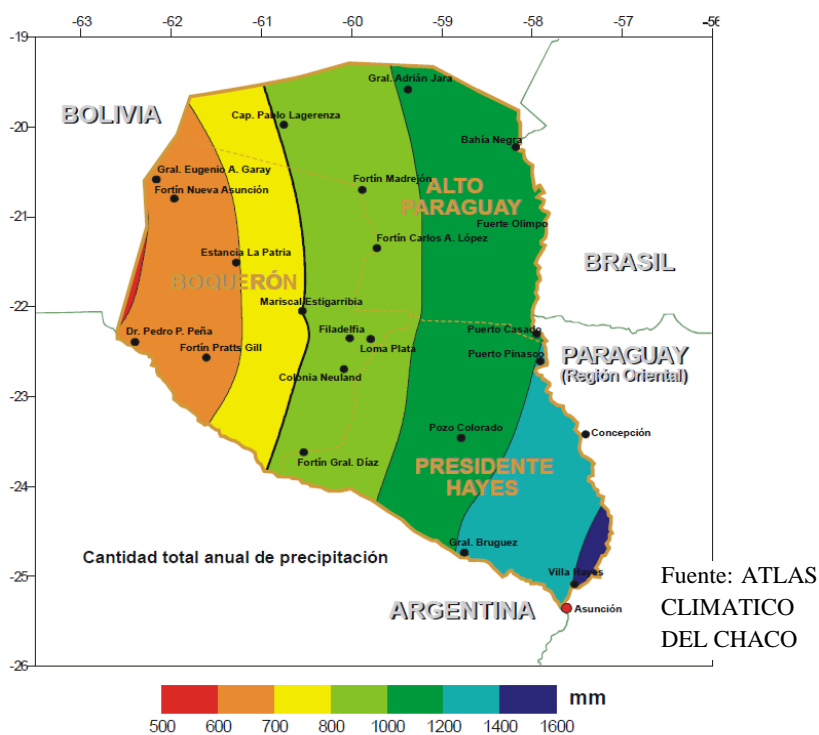 -63 -62 -61 -60 -59 -58 -57 -56
-19
-20
-21
-22
-23
-24
-25
-26
BOLIVIA
Gral. Adrián Jara
Cap. Pablo Lagerenza
Bahía Negra
Gral. Eugenio A. Garay
Fortín Nueva Asunción
Fortín Madrejón
ALTO
PARAGUAY
Fuerte Olimpo
Fortín Carlos A. López
Estancia La Patria
BRASIL
BOQUERÓN
Mariscal Estigarribia
Dr. Pedro P. Peña
Filadelfia
Puerto Casado
Fortín Pratts Gill
Loma Plata
Puerto Pinasco
PARAGUAY
(Región Oriental)
Colonia Neuland
Pozo Colorado
Concepción
Fortín Gral. Díaz
PRESIDENTE
HAYES
Gral. Bruguez
Cantidad total anual de precipitación
Villa Hayes
ARGENTINA
Asunción
Fuente: ATLAS
CLIMATICO
DEL CHACO
mm
500 600 700 800 1000 1200 1400 1600